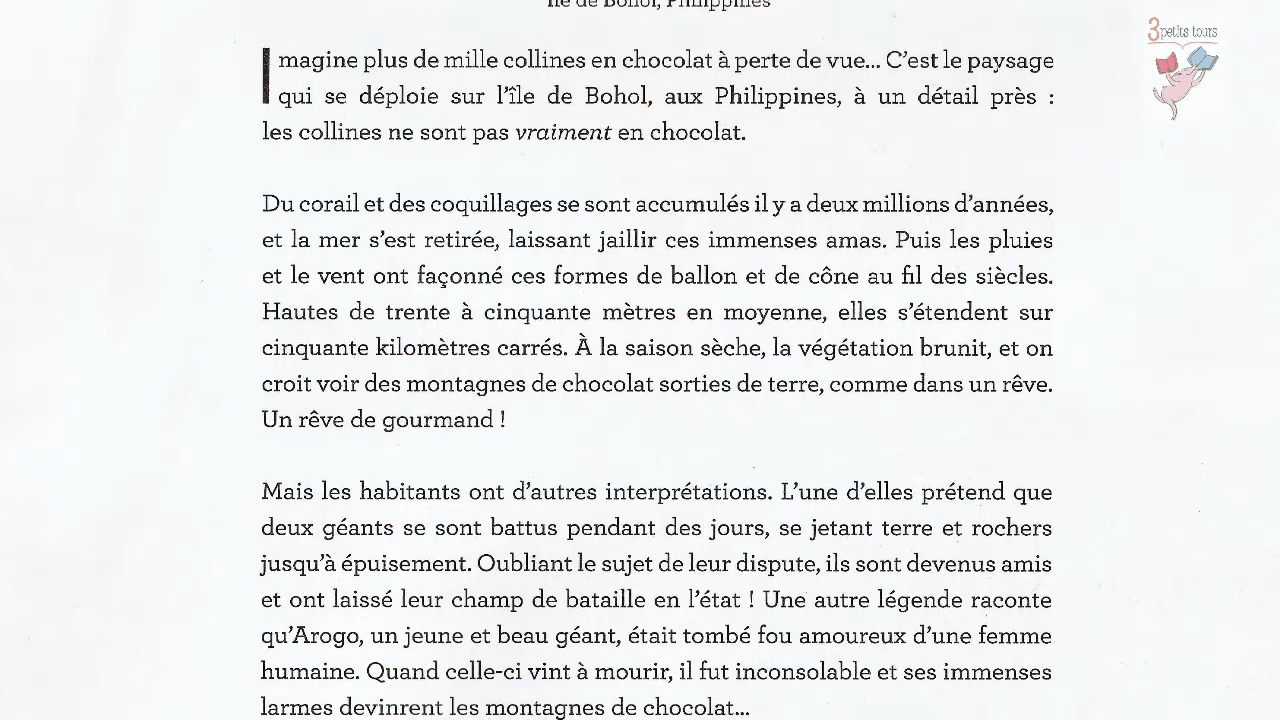 Île de Bohol, Philippines
3 petits tours
Imagine plus de mille collines en chocolat à perte de vue... C’est le paysage
qui se déploie sur l’île de Bohol, aux Philippines, à un détail près :
les collines ne sont pas vraiment en chocolat.
Du corail et des coquillages se sont accumulés il y a deux millions d’années,
et la mer s’est retirée, laissant jaillir ces immenses amas. Puis les pluies
et le vent ont façonné ces formes de ballon et de cône au fil des siècles.
Hautes de trente à cinquante mètres en moyenne, elles s’étendent sur
cinquante kilomètres carrés. À la saison sèche, la végétation brunit, et on
croit voir des montagnes de chocolat sorties de terre, comme dans un rêve.
Un rêve de gourmand !
Mais les habitants ont d’autres interprétations. L’une d’elles prétend que
deux géants se sont battus pendant des jours, se jetant terre et rochers
jusqu’à épuisement. Oubliant le sujet de leur dispute, ils sont devenus amis
et ont laissé leur champ de bataille en l’état ! Une autre légende raconte
qu’Arogo, un jeune et beau géant, était tombé fou amoureux d’une femme
humaine. Quand celle-ci vint à mourir, il fut inconsolable et ses immenses
larmes devinrent les montagnes de chocolat...